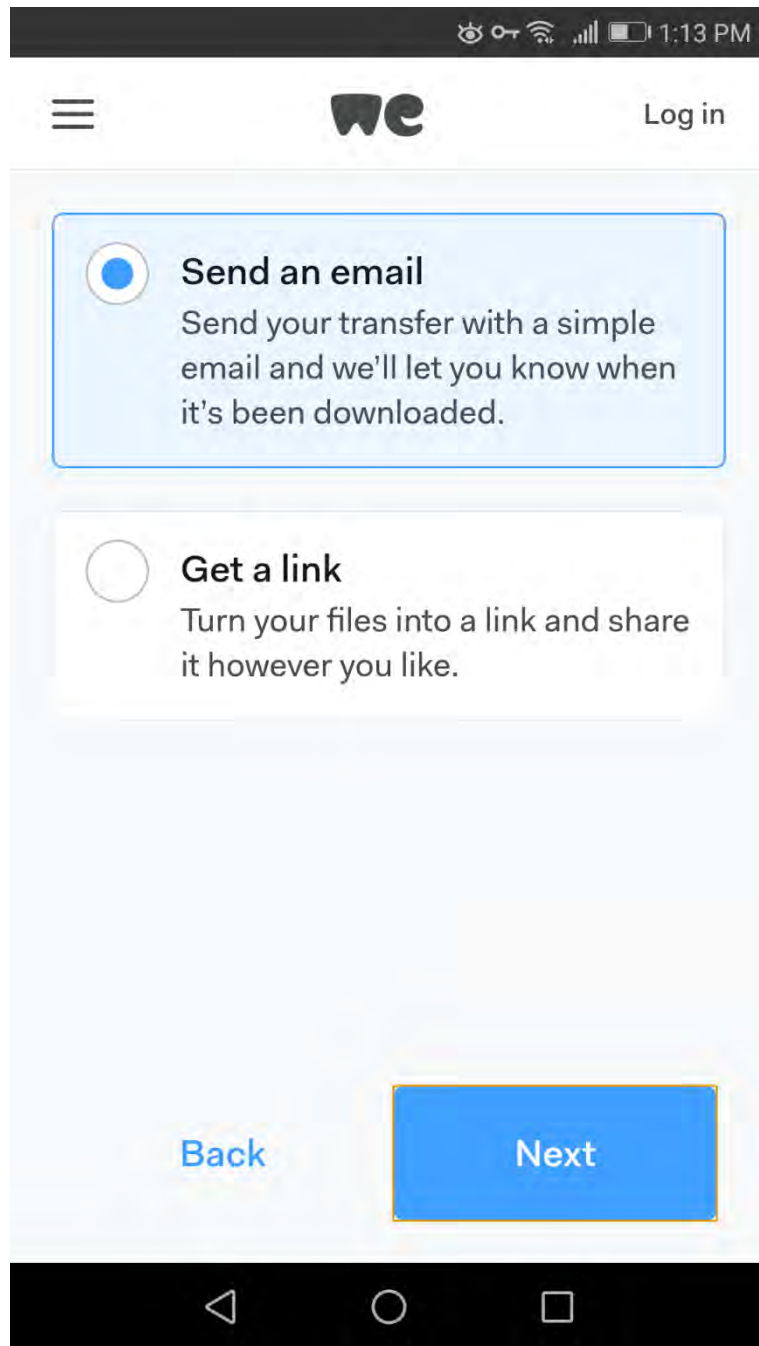 1:13 PM
we
Log in
Send an email
Send your transfer with a simple
email and we'll let you know when
it's been downloaded.
Get a link
Turn your files into a link and share
it however you like.
Back
Next